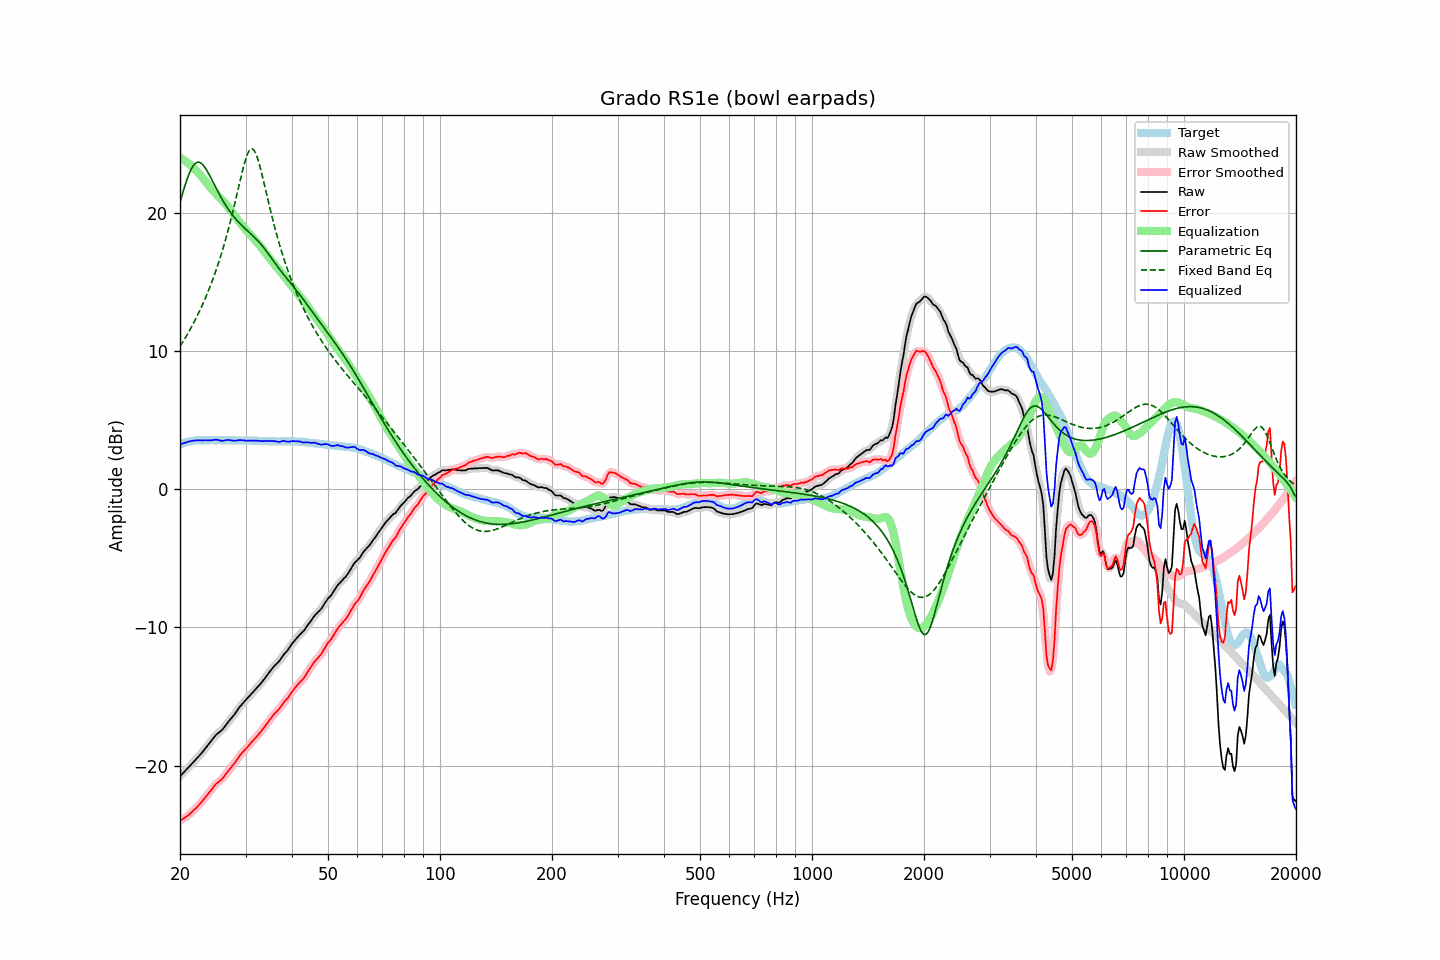 Grado RS1e (bowl earpads)
Target
Raw Smoothed
Error Smoothed
Raw
Error
Equalization
Parametric Eq
Fixed Band Eq
Equalized
Amplitude (dBr)
20
10
0
−10
−20
20
50
100
200
500
1000
2000
5000
10000
20000
Frequency (Hz)